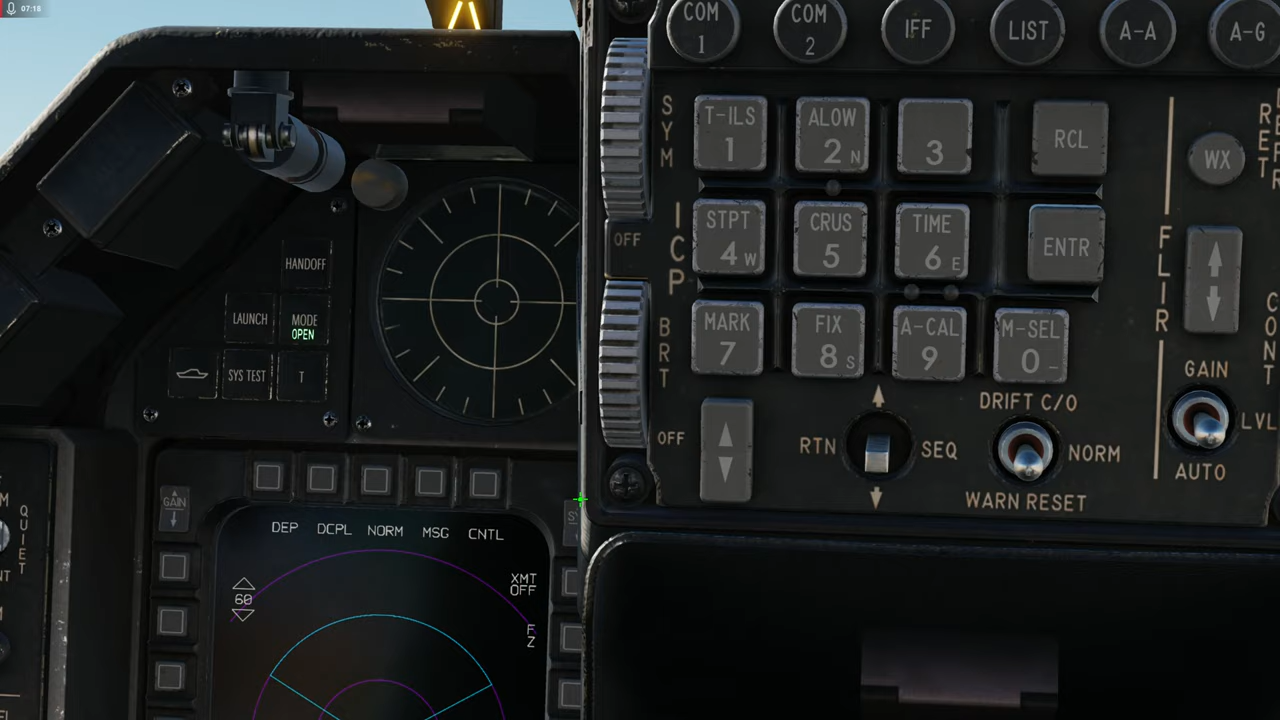 07:18
COM
1
COM
2
IFF
LIST
A-A
A-G
SYM
T-ILS
1
ALOW
2 N
3
RCL
WX
ICP
OFF
STPT
4 W
CRUS
5
TIME
6 E
ENTR
FLIR
CONT
BRT
OFF
MARK
7
FIX
8 S
A-CAL
9
M-SEL
0 -
RTN
SEQ
DRIFT C/O
NORM
WARN RESET
GAIN
LVL
AUTO
HANDOFF
LAUNCH
MODE
OPEN
SYS TEST
T
QUIET
GAIN
DEP DCPL NORM MSG CNTL
60
XMT
OFF
F
Z